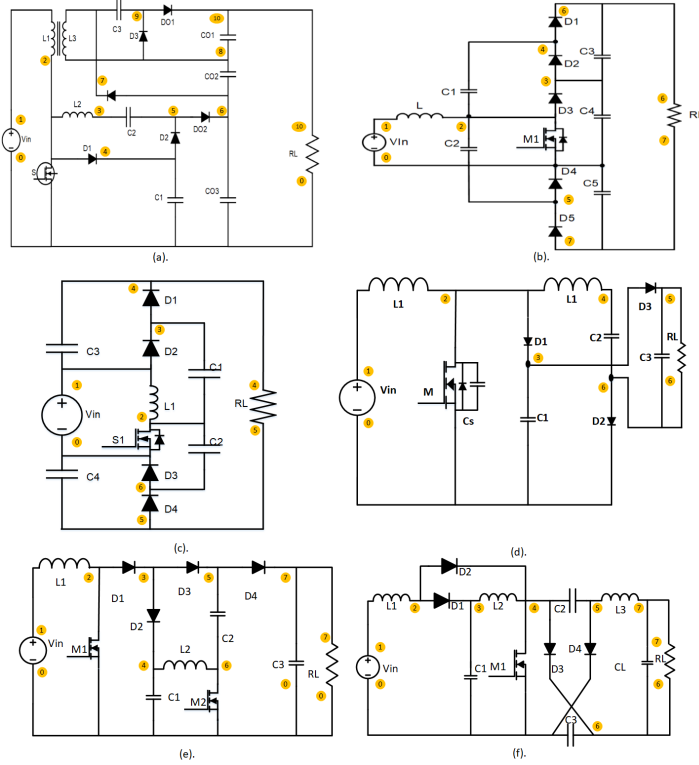 9
10
C3
DO1
L1
L3
D3
CO1
8
2
CO2
7
1
L2
3
5
6
10
Vin
C2
D2
DO2
RL
0
D1
4
S
0
C1
CO3
(a).
6
D1
4
D2
C3
3
C1
D3
6
L
C4
1
2
M1
VIn
C2
7
0
D4
C5
5
D5
7
(b).
4
D1
3
D2
C3
C1
1
L1
4
Vin
2
RL
S1
0
C2
5
C4
D3
6
D4
5
(c).
L1
2
L1
4
D3
5
C2
RL
1
D1
3
C3
Vin
M
6
0
Cs
C1
D2
(d).
L1
2
3
5
7
D1
D3
D4
D2
1
C2
7
Vin
M1
L2
4
6
C3
RL
0
C1
M2
0
0
(e).
D2
L1
2
D1
3
L2
4
C2
5
L3
7
1
D4
7
Vin
C1
M1
D3
CL
RL
0
6
C3
6
(f).